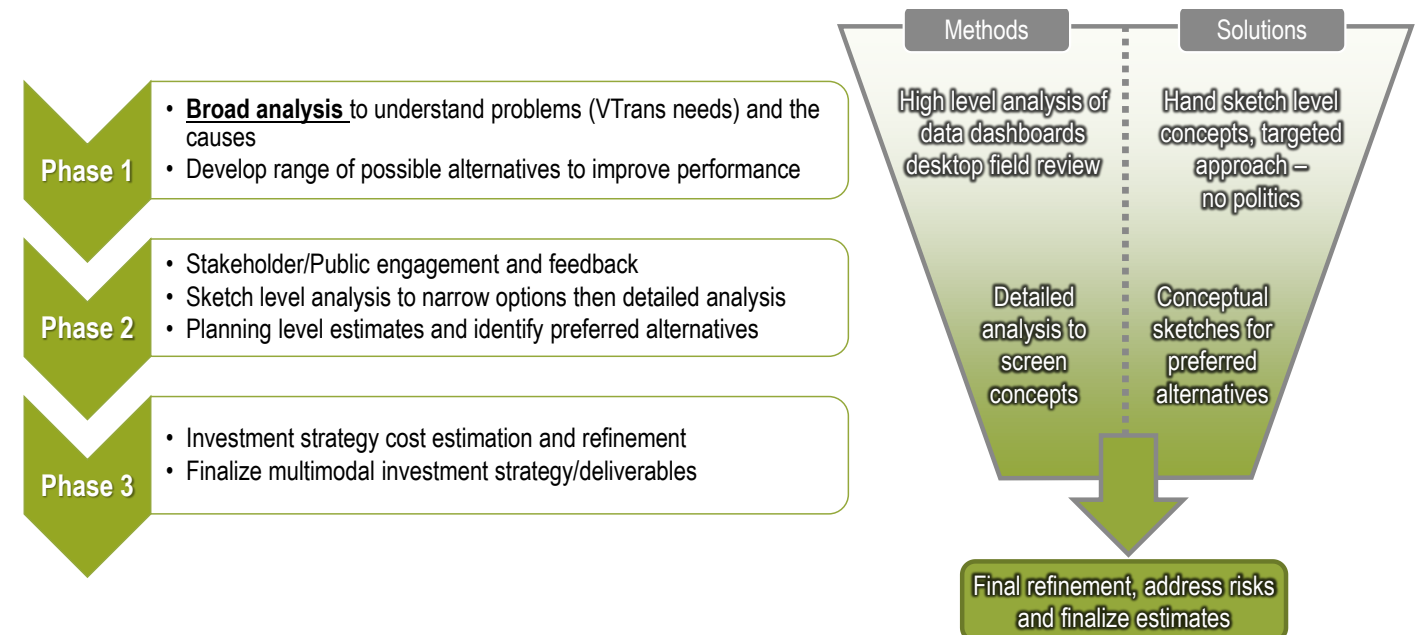 Phase 1
• Broad analysis to understand problems (VTrans needs) and the
causes
• Develop range of possible alternatives to improve performance
Phase 2
• Stakeholder/Public engagement and feedback
• Sketch level analysis to narrow options then detailed analysis
• Planning level estimates and identify preferred alternatives
Phase 3
• Investment strategy cost estimation and refinement
• Finalize multimodal investment strategy/deliverables
Methods
High level analysis of
data dashboards
desktop field review
Detailed
analysis to
screen
concepts
Solutions
Hand sketch level
concepts, targeted
approach –
no politics
Conceptual
sketches for
preferred
alternatives
Final refinement, address risks
and finalize estimates